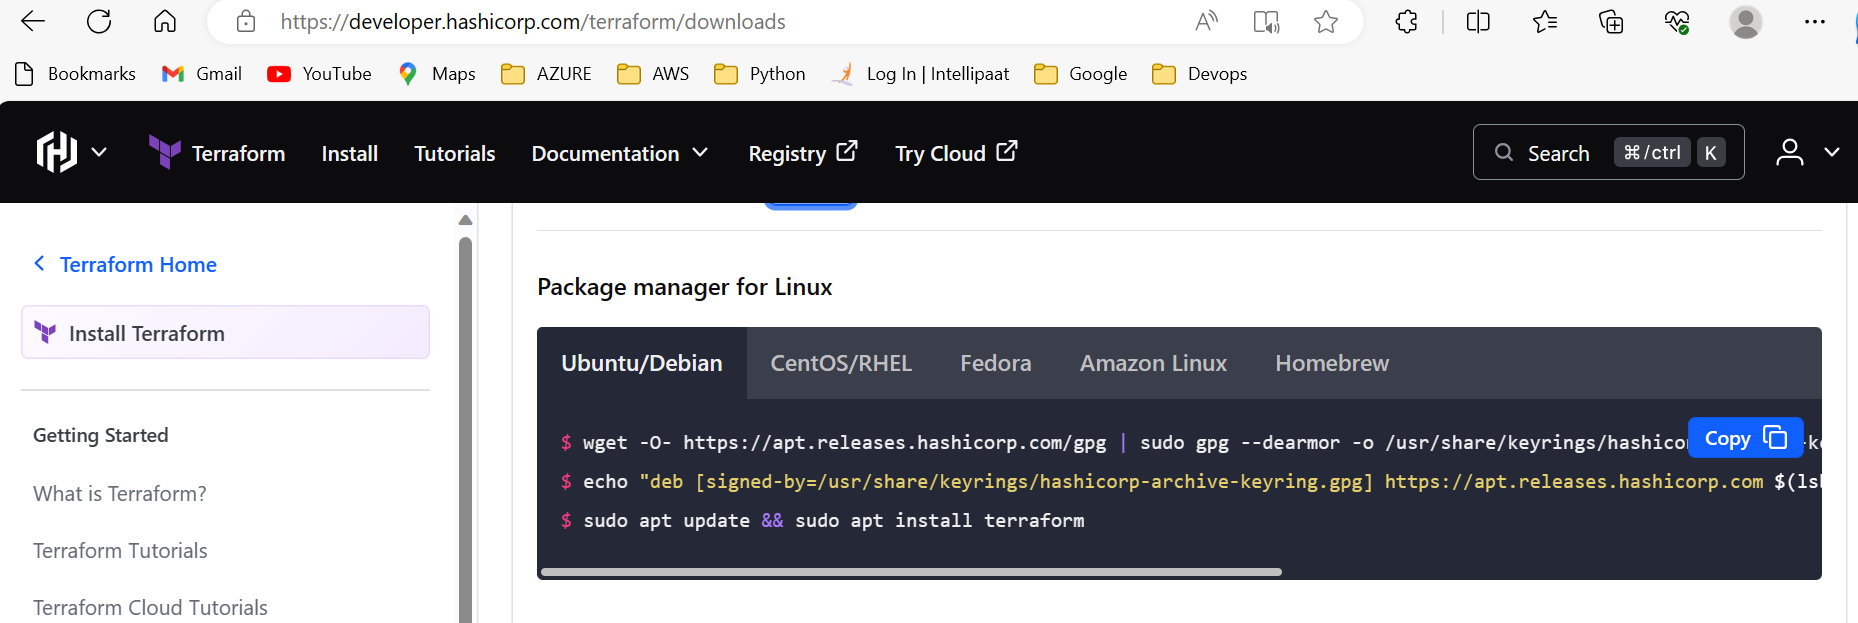 https://developer.hashicorp.com/terraform/downloads
Bookmarks Gmail YouTube Maps AZURE AWS Python Log In | Intellipaat Google Devops
Terraform Install Tutorials Documentation Registry Try Cloud Search ⌘/ctrl K
Terraform Home
Install Terraform
Getting Started
What is Terraform?
Terraform Tutorials
Terraform Cloud Tutorials
Package manager for Linux
Ubuntu/Debian CentOS/RHEL Fedora Amazon Linux Homebrew
Copy
$ wget -O- https://apt.releases.hashicorp.com/gpg | sudo gpg --dearmor -o /usr/share/keyrings/hashico
$ echo "deb [signed-by=/usr/share/keyrings/hashicorp-archive-keyring.gpg] https://apt.releases.hashicorp.com $(ls
$ sudo apt update && sudo apt install terraform